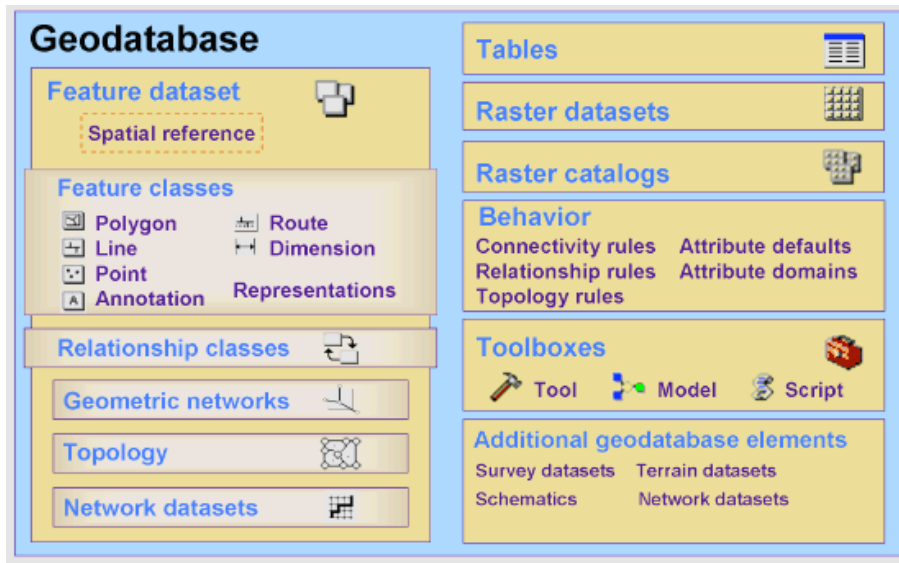 Geodatabase
Feature dataset
Spatial reference
Feature classes
Polygon
Line
Point
A Annotation
Route
Dimension
Representations
Relationship classes
Geometric networks
Topology
Network datasets
Tables
Raster datasets
Raster catalogs
Behavior
Connectivity rules Attribute defaults
Relationship rules Attribute domains
Topology rules
Toolboxes
Tool Model Script
Additional geodatabase elements
Survey datasets Terrain datasets
Schematics Network datasets